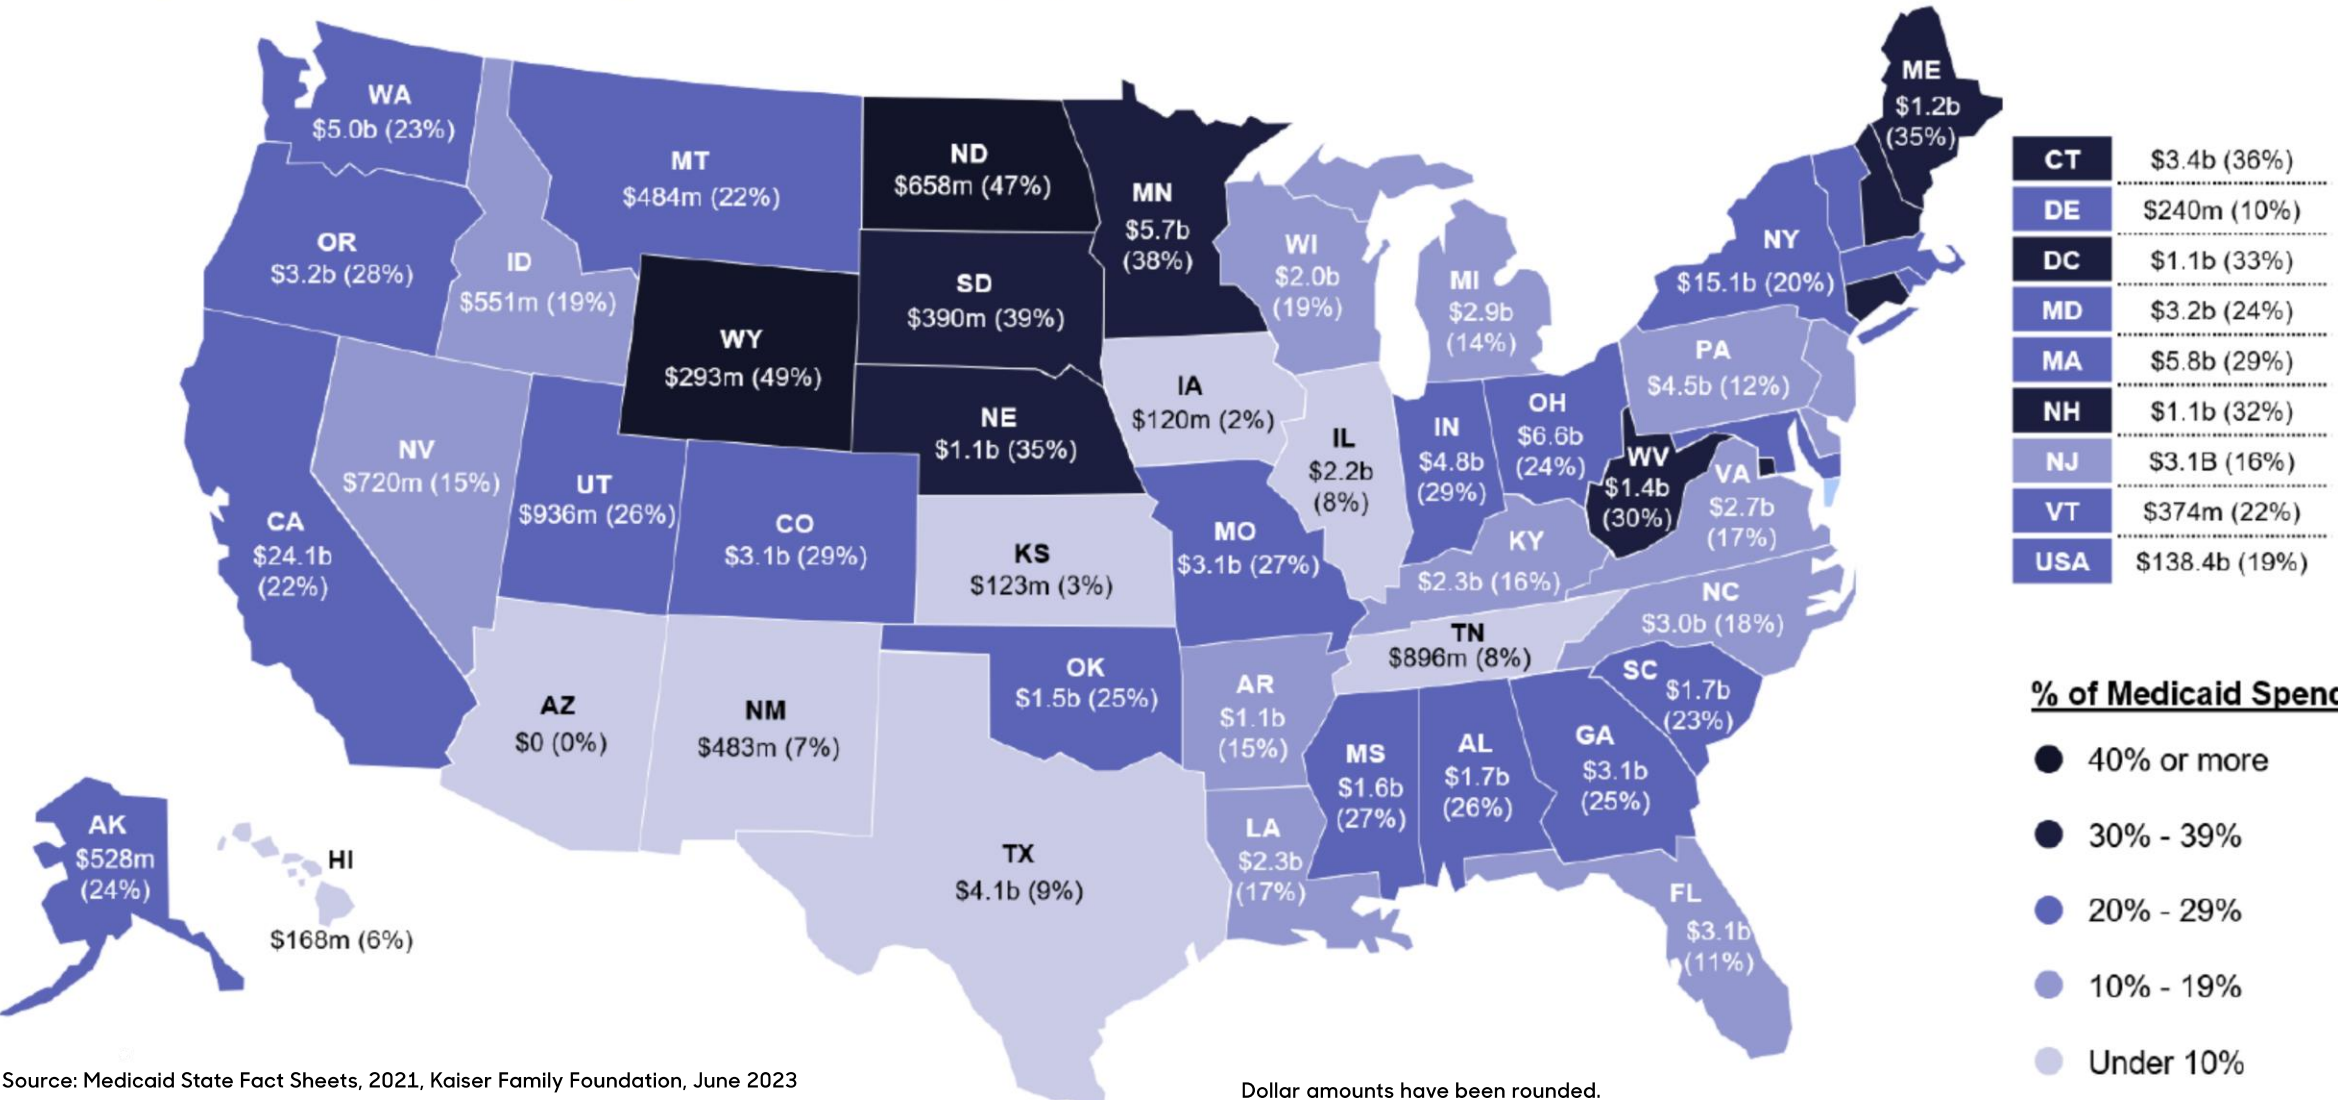 WA
$5.0b (23%)
MT
$484m (22%)
ND
$658m (47%)
MN
$5.7b
(38%)
OR
$3.2b (28%)
ID
$551m (19%)
WY
$293m (49%)
SD
$390m (39%)
WI
$2.0b
(19%)
MI
$2.9b
(14%)
NY
$15.1b (20%)
ME
$1.2b
(35%)
NE
$1.1b (35%)
IA
$120m (2%)
IL
$2.2b
(8%)
IN
$4.8b
(29%)
OH
$6.6b
(24%)
PA
$4.5b (12%)
WV
$1.4b
(30%)
VA
$2.7b
(17%)
NV
$720m (15%)
UT
$936m (26%)
CA
$24.1b
(22%)
CO
$3.1b (29%)
KS
$123m (3%)
MO
$3.1b (27%)
KY
$2.3b (16%)
NC
$3.0b (18%)
TN
$896m (8%)
SC
$1.7b
(23%)
AZ
$0 (0%)
NM
$483m (7%)
OK
$1.5b (25%)
AR
$1.1b
(15%)
MS
$1.6b
(27%)
AL
$1.7b
(26%)
GA
$3.1b
(25%)
LA
$2.3b
(17%)
TX
$4.1b (9%)
FL
$3.1b
(11%)
AK
$528m
(24%)
HI
$168m (6%)
CT $3.4b (36%)
DE $240m (10%)
DC $1.1b (33%)
MD $3.2b (24%)
MA $5.8b (29%)
NH $1.1b (32%)
NJ $3.1B (16%)
VT $374m (22%)
USA $138.4b (19%)
% of Medicaid Spend
40% or more
30% - 39%
20% - 29%
10% - 19%
Under 10%
Source: Medicaid State Fact Sheets, 2021, Kaiser Family Foundation, June 2023
Dollar amounts have been rounded.